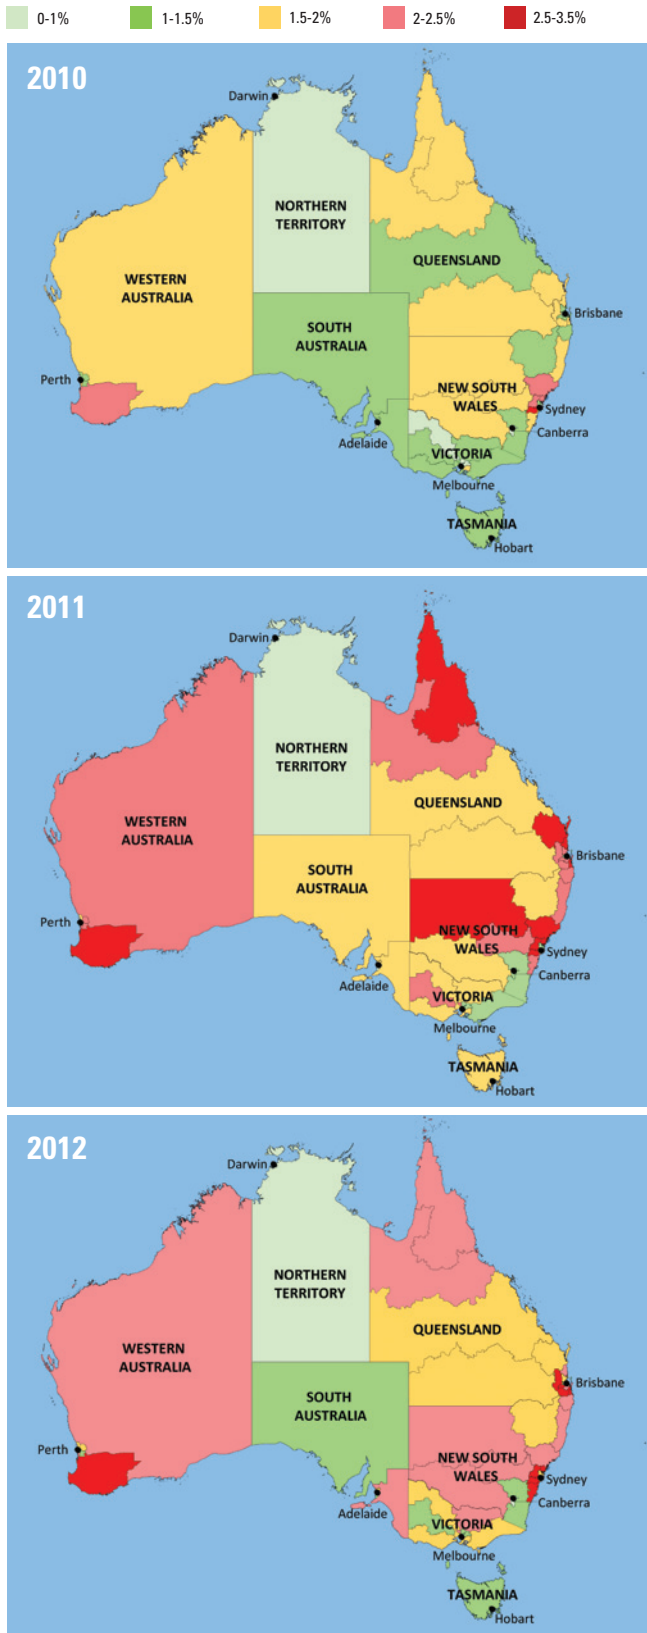 0-1%
1-1.5%
1.5-2%
2-2.5%
2.5-3.5%
2010
Darwin
NORTHERN
TERRITORY
QUEENSLAND
WESTERN
AUSTRALIA
SOUTH
AUSTRALIA
Brisbane
Perth
NEW SOUTH
WALES
Sydney
Canberra
Adelaide
VICTORIA
Melbourne
TASMANIA
Hobart
2011
Darwin
NORTHERN
TERRITORY
QUEENSLAND
WESTERN
AUSTRALIA
SOUTH
AUSTRALIA
Brisbane
Perth
NEW SOUTH
WALES
Sydney
Canberra
Adelaide
VICTORIA
Melbourne
TASMANIA
Hobart
2012
Darwin
NORTHERN
TERRITORY
QUEENSLAND
WESTERN
AUSTRALIA
SOUTH
AUSTRALIA
Brisbane
Perth
NEW SOUTH
WALES
Sydney
Canberra
Adelaide
VICTORIA
Melbourne
TASMANIA
Hobart